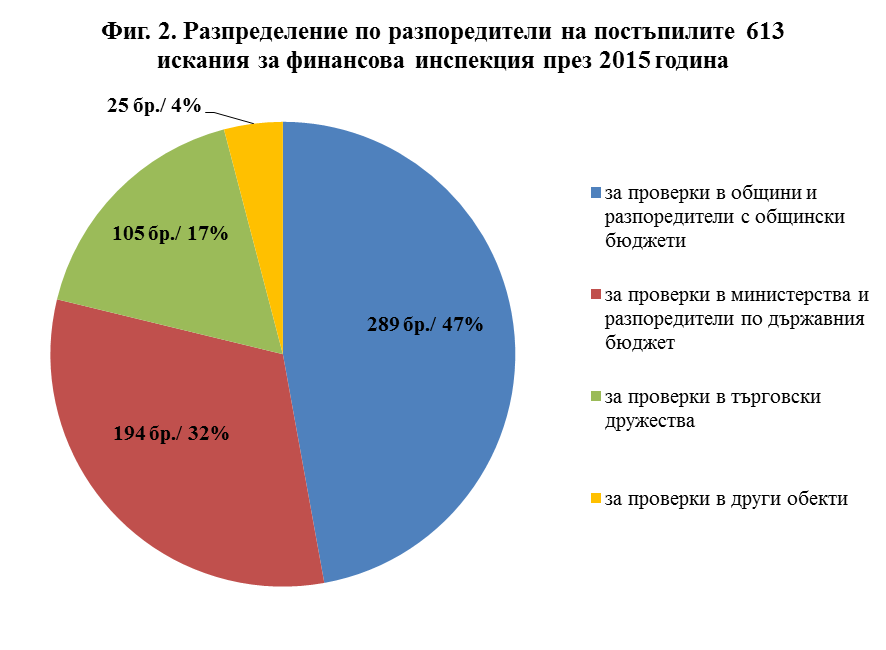 Фиг. 2. Разпределение по разпоредители на постъпилите 613
искания за финансова инспекция през 2015 година
25 бр./ 4%
105 бр./ 17%
289 бр./ 47%
194 бр./ 32%
за проверки в общини и
разпоредители с общински
бюджети
за проверки в министерства и
разпоредители по държавния
бюджет
за проверки в търговски
дружества
за проверки в други обекти